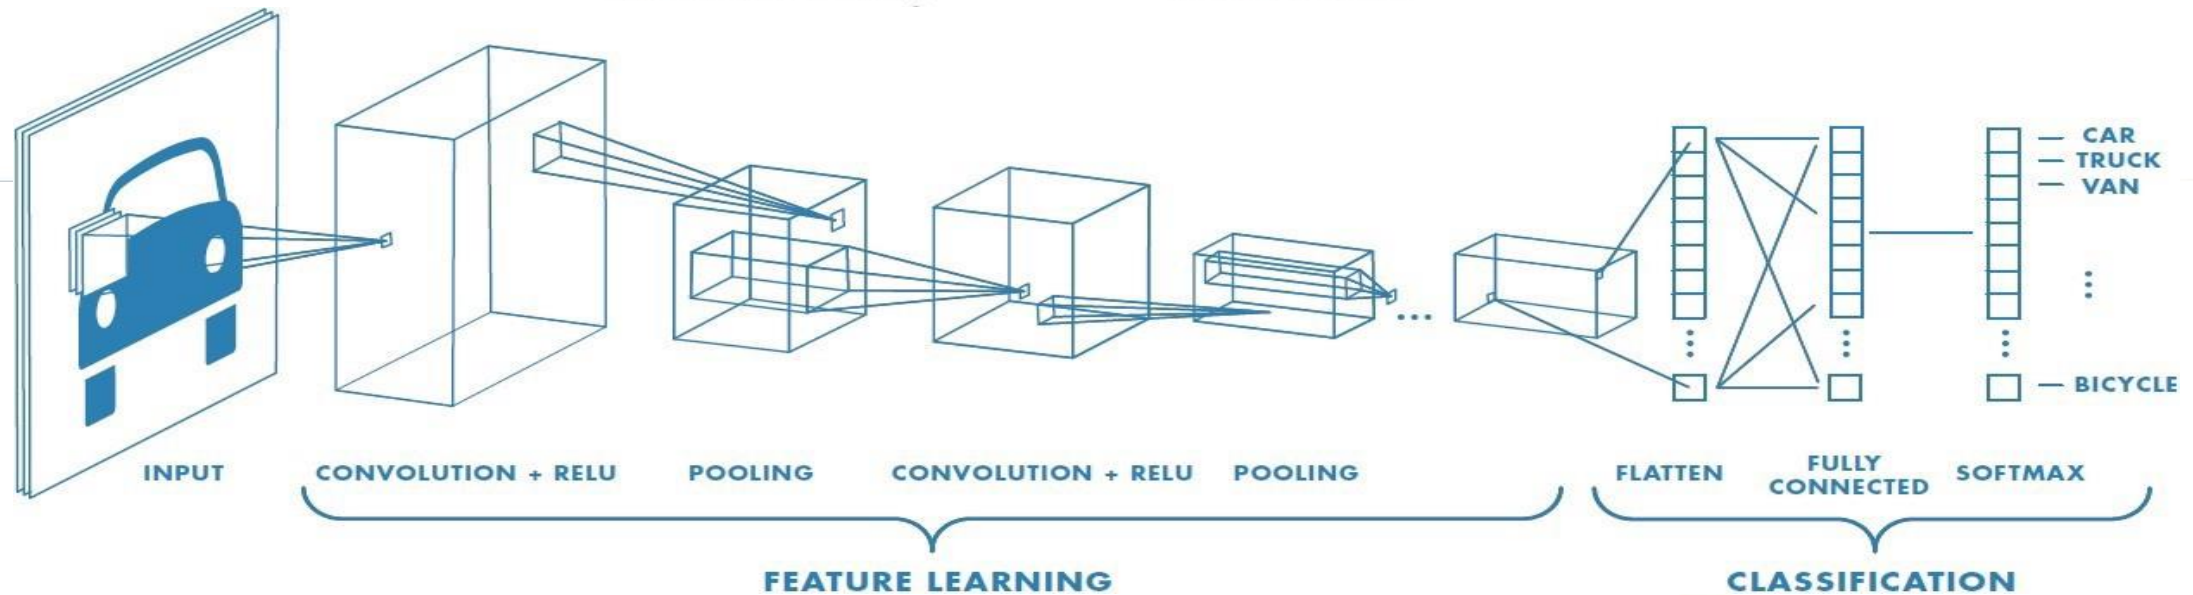 CAR
TRUCK
VAN
BICYCLE
INPUT
CONVOLUTION + RELU
POOLING
CONVOLUTION + RELU
POOLING
FLATTEN
FULLY
CONNECTED
SOFTMAX
FEATURE LEARNING
CLASSIFICATION